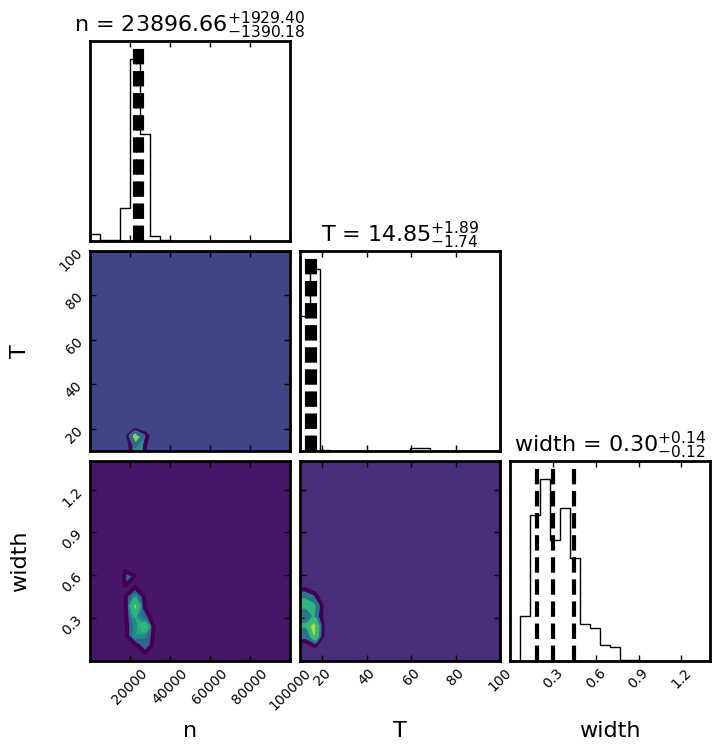 n = 23896.66 +1929.40 −1390.18
T = 14.85 +1.89 −1.74
width = 0.30 +0.14 −0.12
T
100
80
60
40
20
width
1.2
0.9
0.6
0.3
20000 40000 60000 80000 100000
n
20 40 60 80 100
T
0.3 0.6 0.9 1.2
width